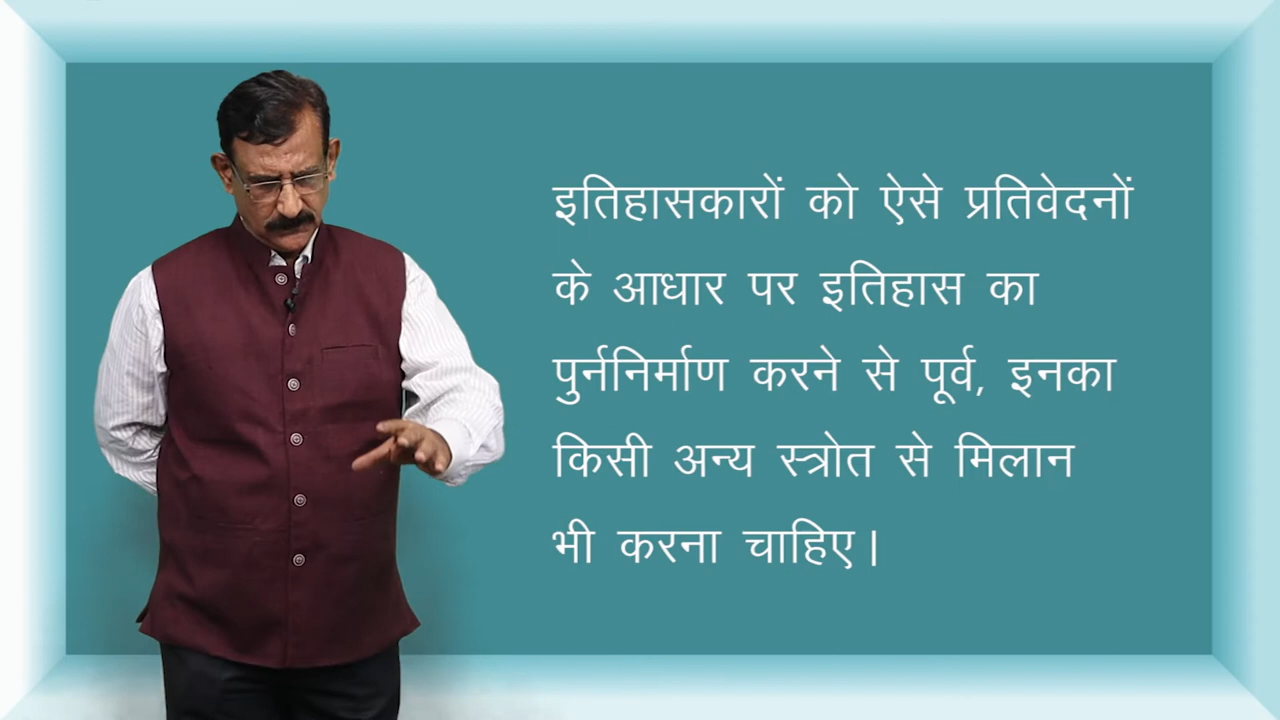 इतिहासकारों को ऐसे प्रतिवेदनों
के आधार पर इतिहास का
पुर्ननिर्माण करने से पूर्व, इनका
किसी अन्य स्त्रोत से मिलान
भी करना चाहिए।